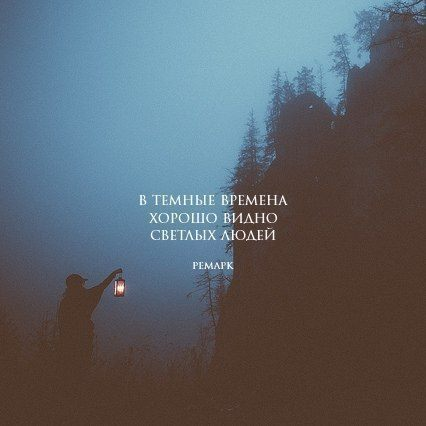 В ТЕМНЫЕ ВРЕМЕНА
ХОРОШО ВИДНО
СВЕТЛЫХ ЛЮДЕЙ
РЕМАРК